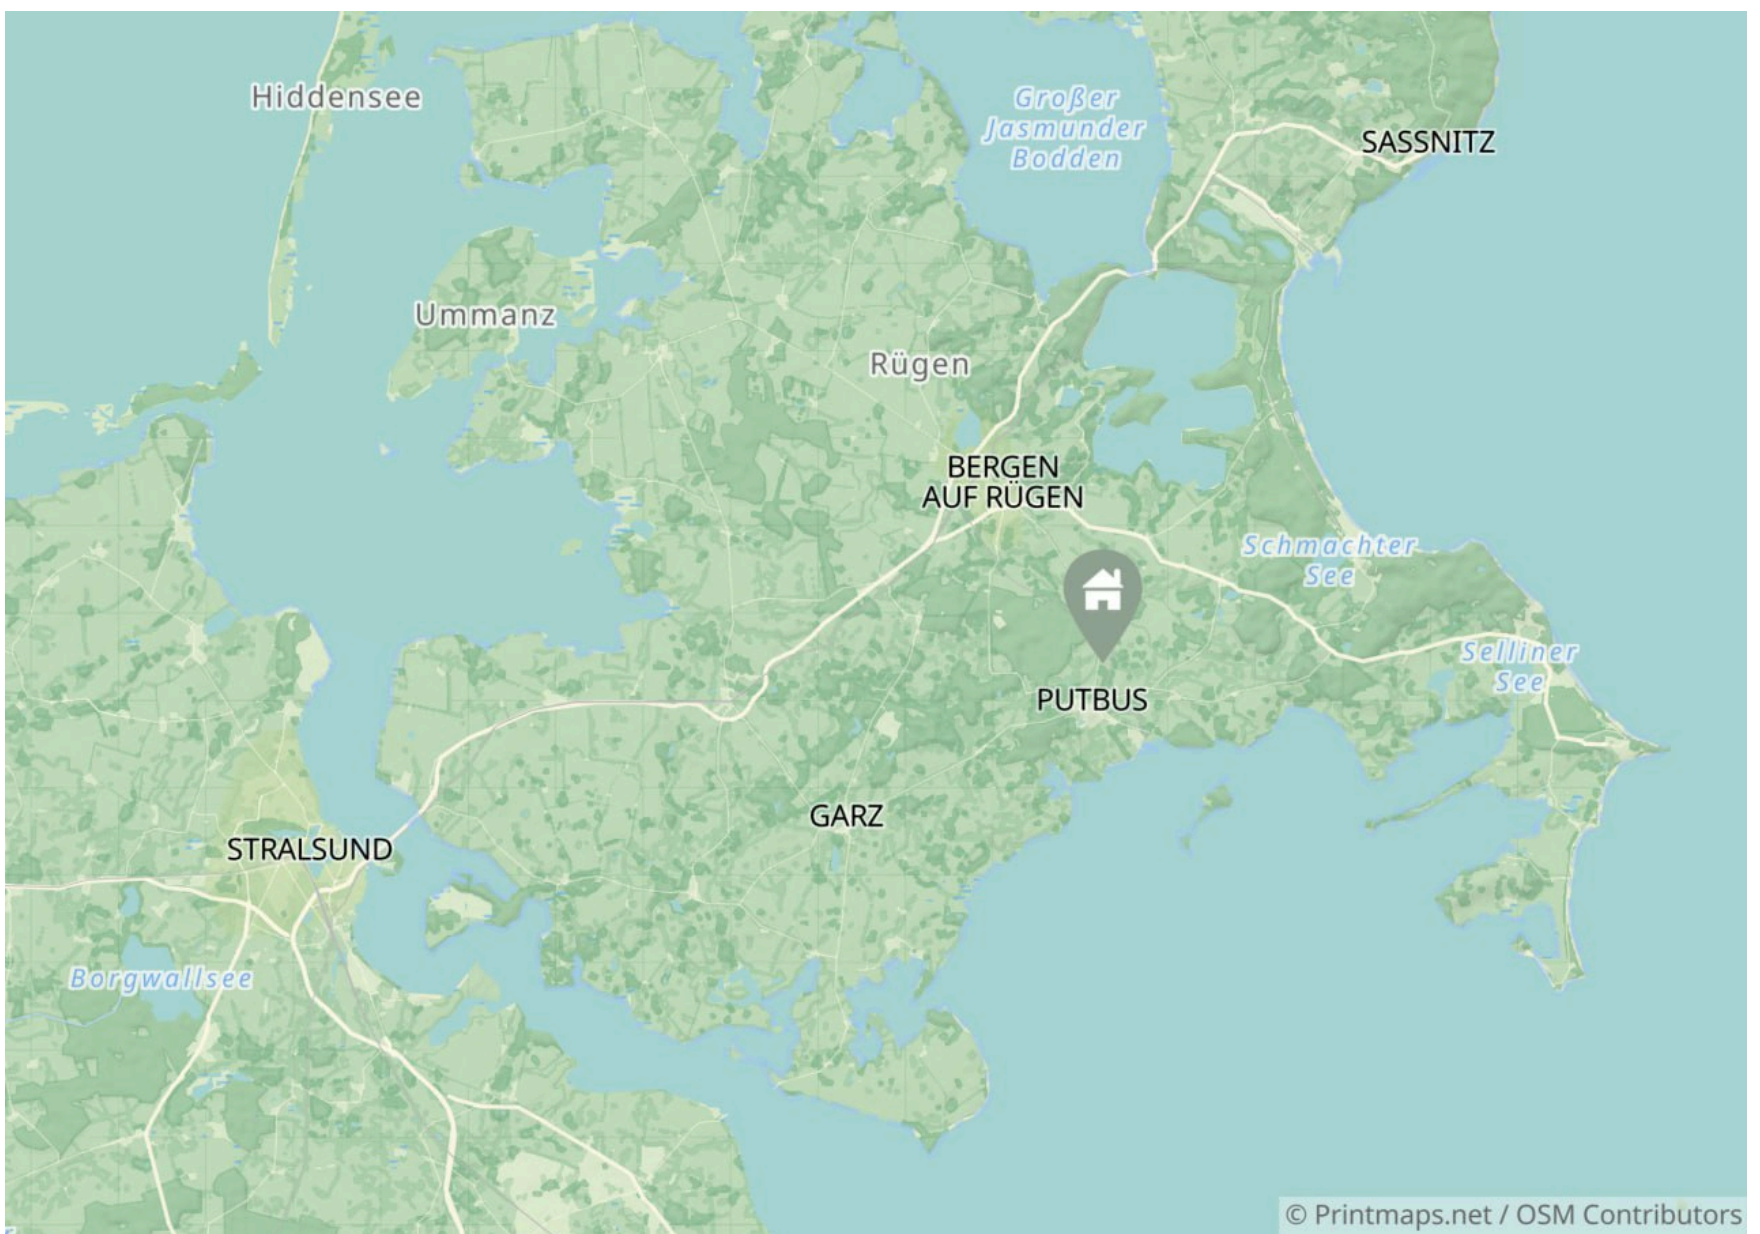 Hiddensee
Großer
Jasmunder
Bodden
SASSNITZ
Ummanz
Rügen
BERGEN
AUF RÜGEN
Schmachter
See
Selliner
See
PUTBUS
GARZ
STRALSUND
Borgwallsee
© Printmaps.net / OSM Contributors